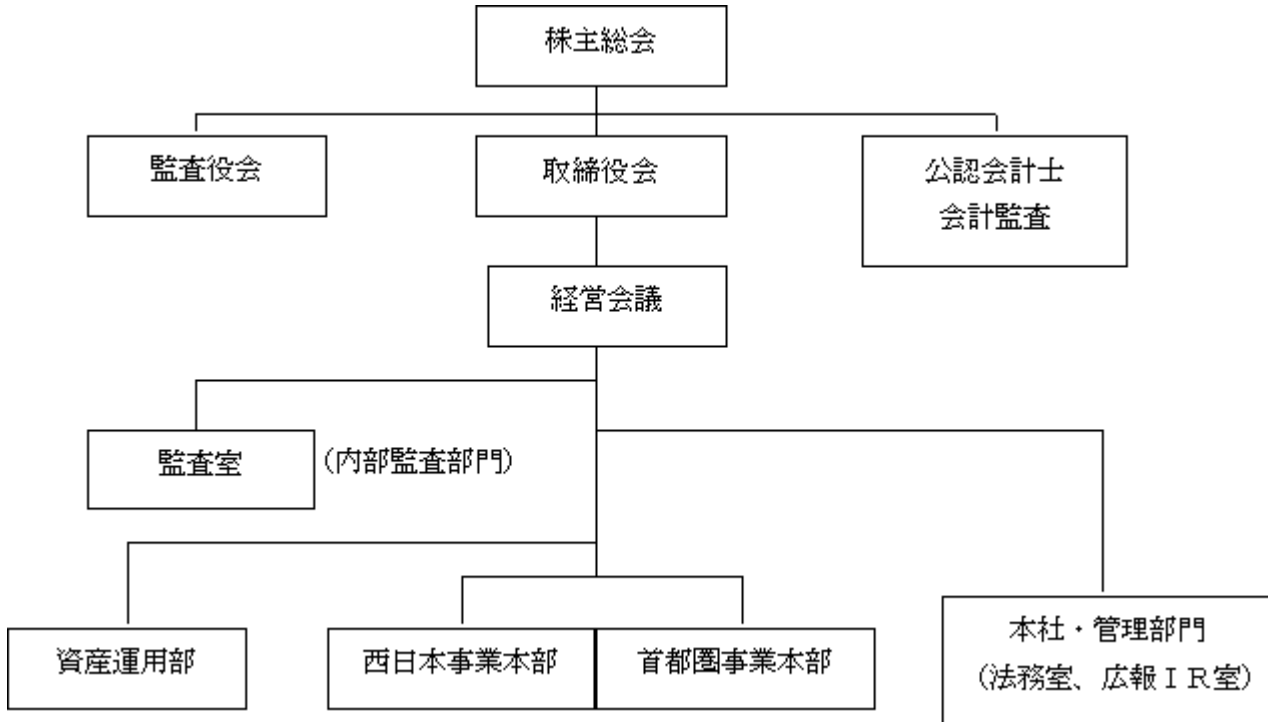 株主総会
監査役会
取締役会
公認会計士
会計監査
経営会議
監査室
(内部監査部門)
資産運用部
西日本事業本部
首都圏事業本部
本社・管理部門
(法務室、広報ＩＲ室)